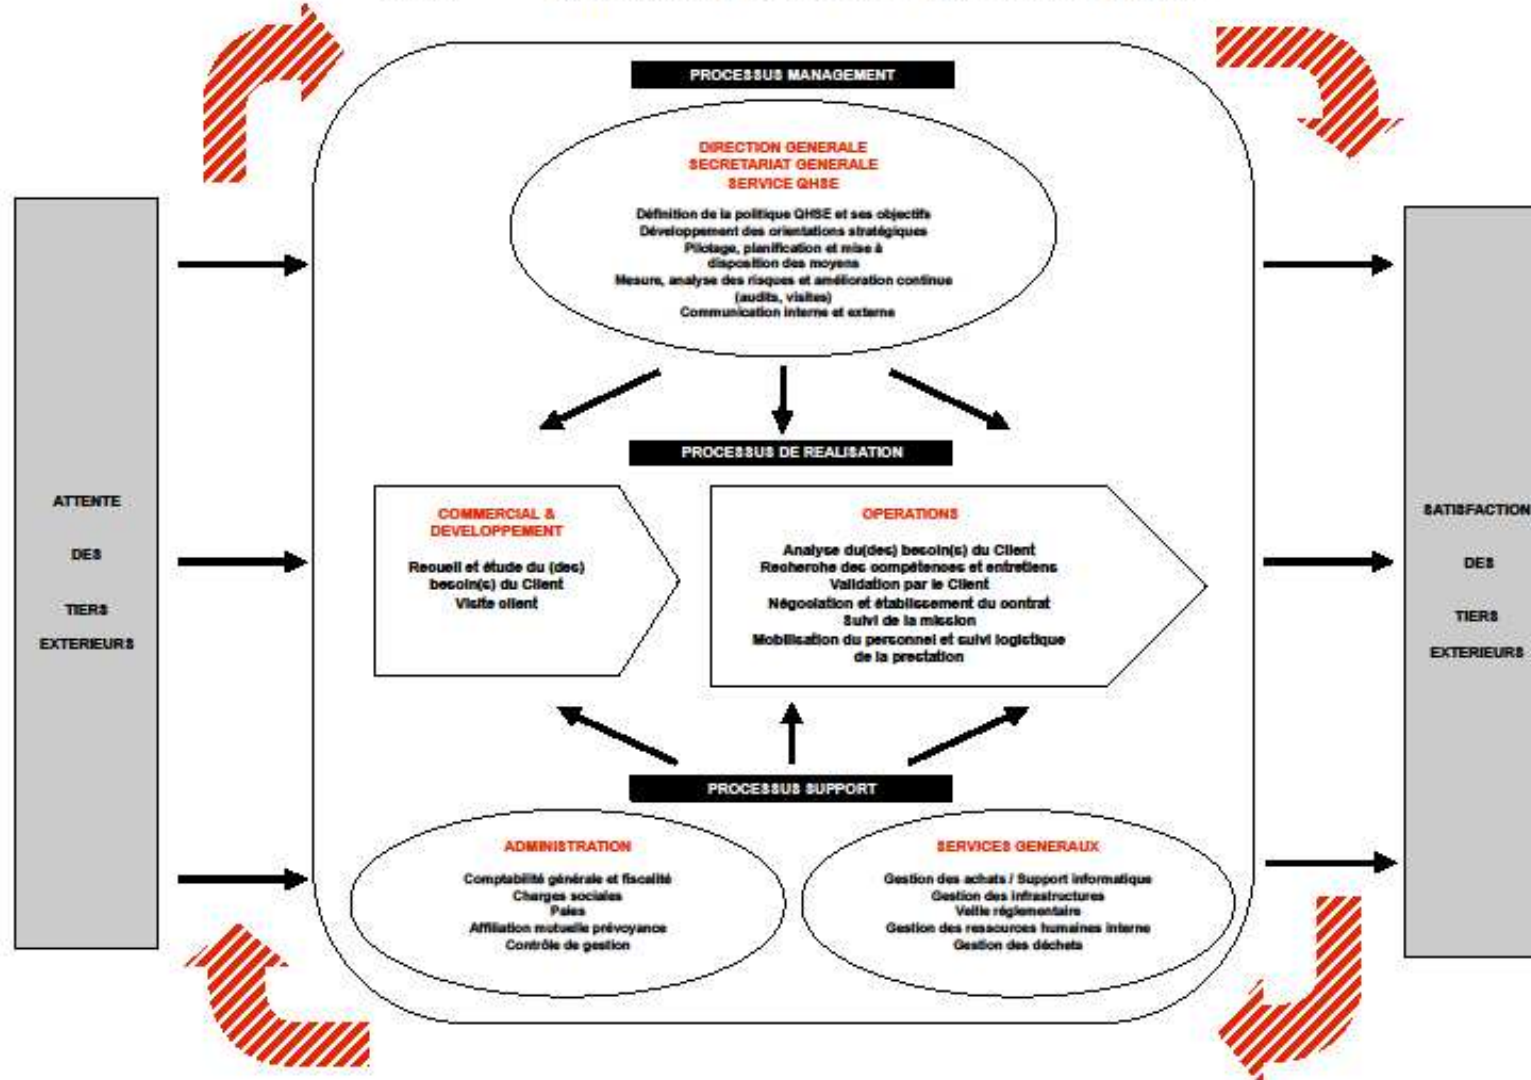 PROCESSUS MANAGEMENT
DIRECTION GENERALE
SECRETARIAT GENERALE
SERVICE QHSE
Définition de la politique QHSE et ses objectifs
Développement des orientations stratégiques
Pilotage, planification et mise à
disposition des moyens
Mesure, analyse des risques et amélioration continue
(audits, visites)
Communication interne et externe
PROCESSUS DE REALISATION
ATTENTE
DES
TIERS
EXTERIEURS
COMMERCIAL &
DEVELOPPEMENT
Recueil et étude du (des)
besoin(s) du Client
Visite client
OPERATIONS
Analyse du(des) besoin(s) du Client
Recherche des compétences et entretiens
Validation par le Client
Négociation et établissement du contrat
Suivi de la mission
Mobilisation du personnel et suivi logistique
de la prestation
SATISFACTION
DES
TIERS
EXTERIEURS
PROCESSUS SUPPORT
ADMINISTRATION
Comptabilité générale et fiscalité
Charges sociales
Paies
Affiliation mutuelle prévoyance
Contrôle de gestion
SERVICES GENERAUX
Gestion des achats / Support informatique
Gestion des infrastructures
Veille réglementaire
Gestion des ressources humaines interne
Gestion des déchets